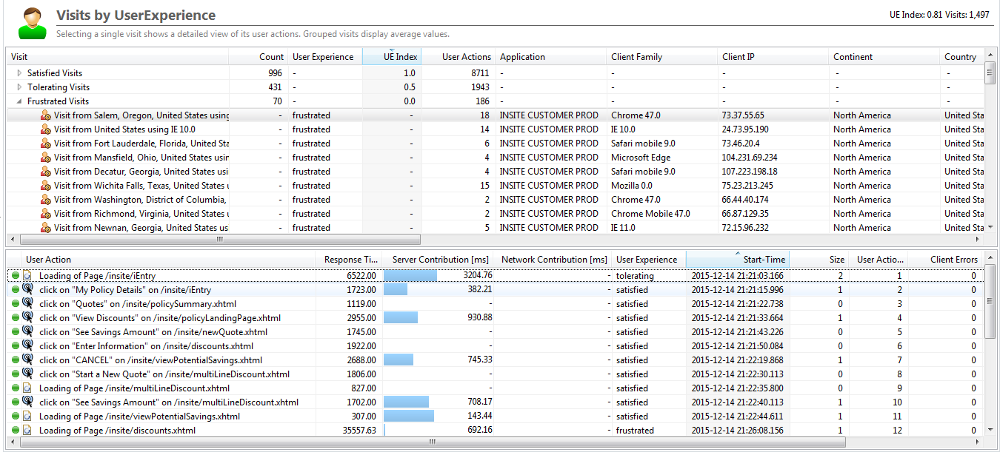 Visits by UserExperience
UE Index: 0.81 Visits: 1,497
Selecting a single visit shows a detailed view of its user actions. Grouped visits display average values.
Visit Count User Experience UE Index User Actions Application Client Family Client IP Continent Country
Satisfied Visits 996 - 1.0 8711 - - - - -
Tolerating Visits 431 - 0.5 1943 - - - - -
Frustrated Visits 70 - 0.0 186 - - - - -
Visit from Salem, Oregon, United States using - frustrated - 18 INSITE CUSTOMER PROD Chrome 47.0 73.37.55.65 North America United Sta
Visit from United States using IE 10.0 - frustrated - 14 INSITE CUSTOMER PROD IE 10.0 24.73.95.190 North America United Sta
Visit from Fort Lauderdale, Florida, United Sta - frustrated - 6 INSITE CUSTOMER PROD Safari mobile 9.0 73.46.20.4 North America United Sta
Visit from Mansfield, Ohio, United States usin - frustrated - 4 INSITE CUSTOMER PROD Microsoft Edge 104.231.69.234 North America United Sta
Visit from Decatur, Georgia, United States usi - frustrated - 4 INSITE CUSTOMER PROD Safari mobile 9.0 107.223.198.18 North America United Sta
Visit from Wichita Falls, Texas, United States - frustrated - 15 INSITE CUSTOMER PROD Mozilla 0.0 75.23.213.245 North America United Sta
Visit from Washington, District of Columbia, - frustrated - 2 INSITE CUSTOMER PROD Chrome 47.0 66.44.40.174 North America United Sta
Visit from Richmond, Virginia, United States - frustrated - 2 INSITE CUSTOMER PROD Chrome Mobile 47.0 66.87.129.35 North America United Sta
Visit from Newnan, Georgia, United States us - frustrated - 5 INSITE CUSTOMER PROD IE 11.0 72.15.96.232 North America United Sta
User Action Response Ti... Server Contribution [ms] Network Contribution [ms] User Experience Start-Time Size User Actio... Client Errors
Loading of Page /insite/iEntry 6522.00 3204.76 - tolerating 2015-12-14 21:21:03.166 2 1 0
click on "My Policy Details" on /insite/iEntry 1723.00 382.21 - satisfied 2015-12-14 21:21:15.996 1 2 0
click on "Quotes" on /insite/policySummary.xhtml 1119.00 - - satisfied 2015-12-14 21:21:22.738 0 3 0
click on "View Discounts" on /insite/policyLandingPage.xhtml 2955.00 930.88 - satisfied 2015-12-14 21:21:33.664 1 4 0
click on "See Savings Amount" on /insite/newQuote.xhtml 1745.00 - - satisfied 2015-12-14 21:21:43.226 0 5 0
click on "Enter Information" on /insite/discounts.xhtml 1922.00 - - satisfied 2015-12-14 21:21:50.084 0 6 0
click on "CANCEL" on /insite/viewPotentialSavings.xhtml 2688.00 745.33 - satisfied 2015-12-14 21:22:19.868 1 7 0
click on "Start a New Quote" on /insite/multiLineDiscount.xhtml 1806.00 - - satisfied 2015-12-14 21:22:30.113 0 8 0
Loading of Page /insite/multiLineDiscount.xhtml 827.00 - - satisfied 2015-12-14 21:22:35.800 0 9 0
click on "See Savings Amount" on /insite/multiLineDiscount.xhtml 1702.00 708.17 - satisfied 2015-12-14 21:22:40.113 1 10 0
Loading of Page /insite/viewPotentialSavings.xhtml 307.00 143.44 - satisfied 2015-12-14 21:22:44.611 1 11 0
Loading of Page /insite/discounts.xhtml 35557.63 692.16 - frustrated 2015-12-14 21:26:08.156 1 12 0